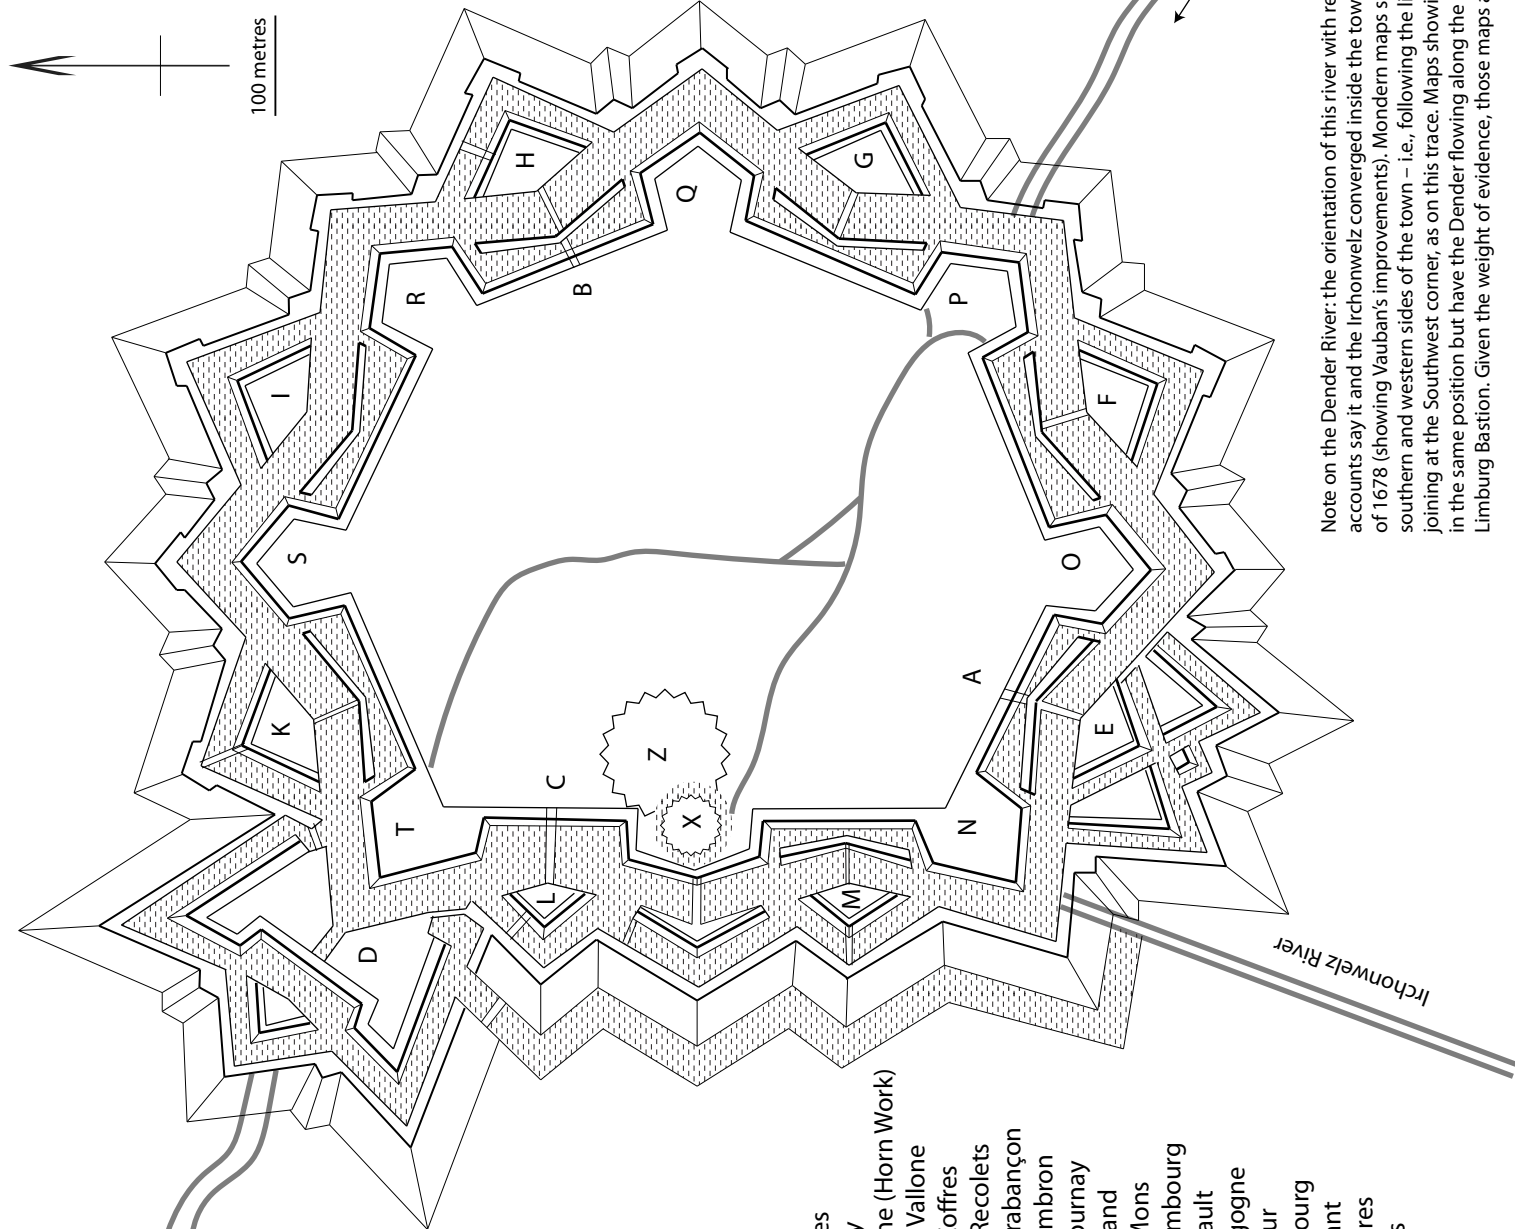 100 metres
H
G
Q
R
B
P
I
F
S
O
K
E
A
C
Z
X
T
N
L
M
D
Irchonwelz River
es
y
ne (Horn Work)
Vallone
offres
Recolets
rabançon
mbron
ournay
and
Mons
mbourg
ault
gogne
ur
ourg
ant
res
s
Note on the Dender River: the orientation of this river with re
accounts say it and the Irchonwelz converged inside the tow
of 1678 (showing Vauban's improvements). Mondern maps s
southern and western sides of the town – i.e., following the li
joining at the Southwest corner, as on this trace. Maps showi
in the same position but have the Dender flowing along the
Limburg Bastion. Given the weight of evidence, those maps a